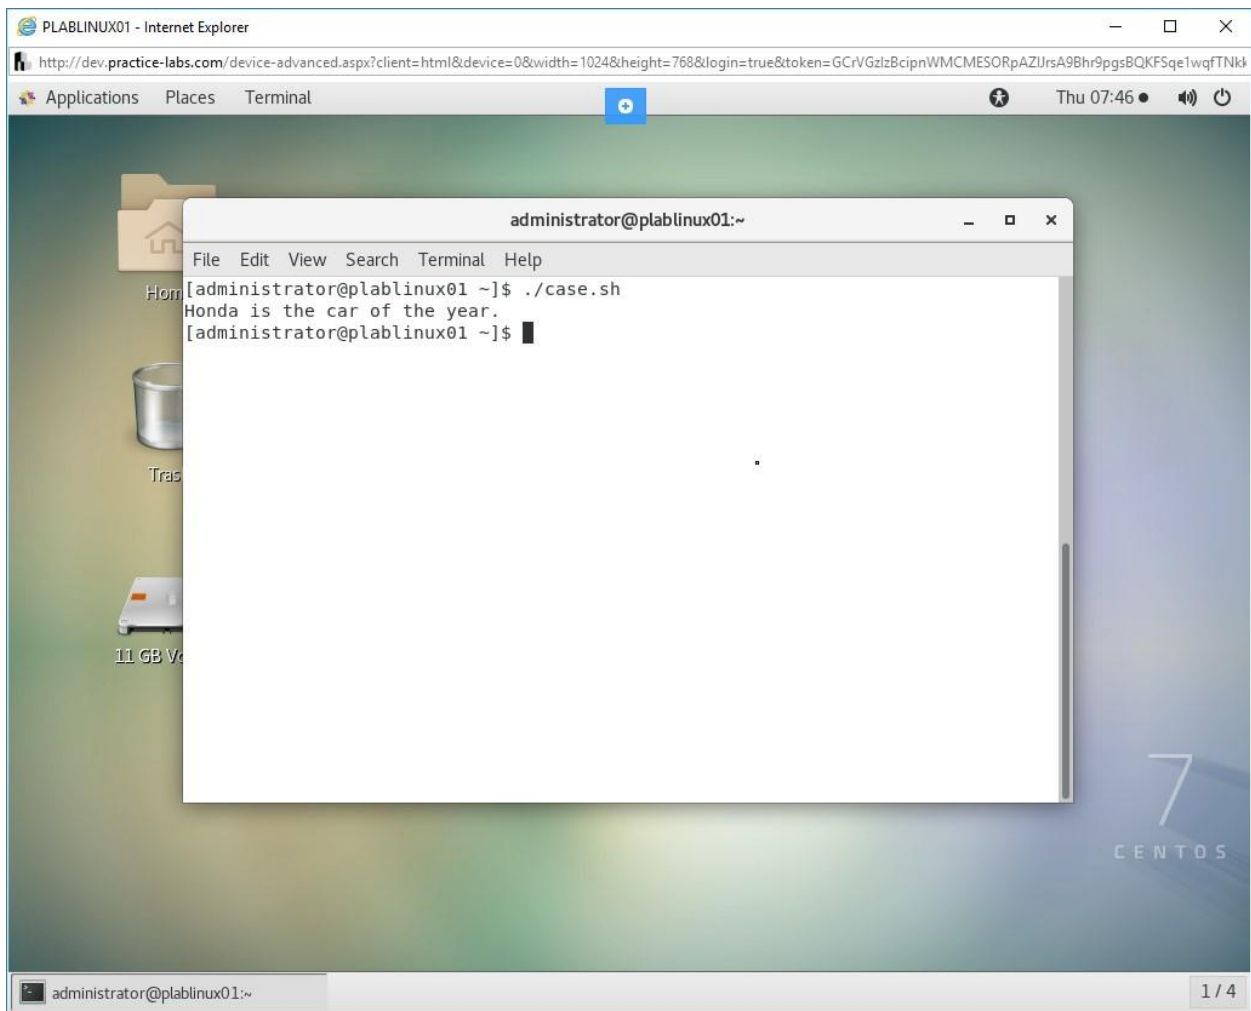 PLABLINUX01 - Internet Explorer
http://dev.practice-labs.com/device-advanced.aspx?client=html&device=0&width=1024&height=768&login=true&token=
Applications Places Terminal Thu 07:46
administrator@plablinux01:~
File Edit View Search Terminal Help
[administrator@plablinux01 ~]$ ./case.sh
Honda is the car of the year.
[administrator@plablinux01 ~]$
Hom
Tras
11 GB Vo
7
CENTOS
administrator@plablinux01:~ 1 / 4